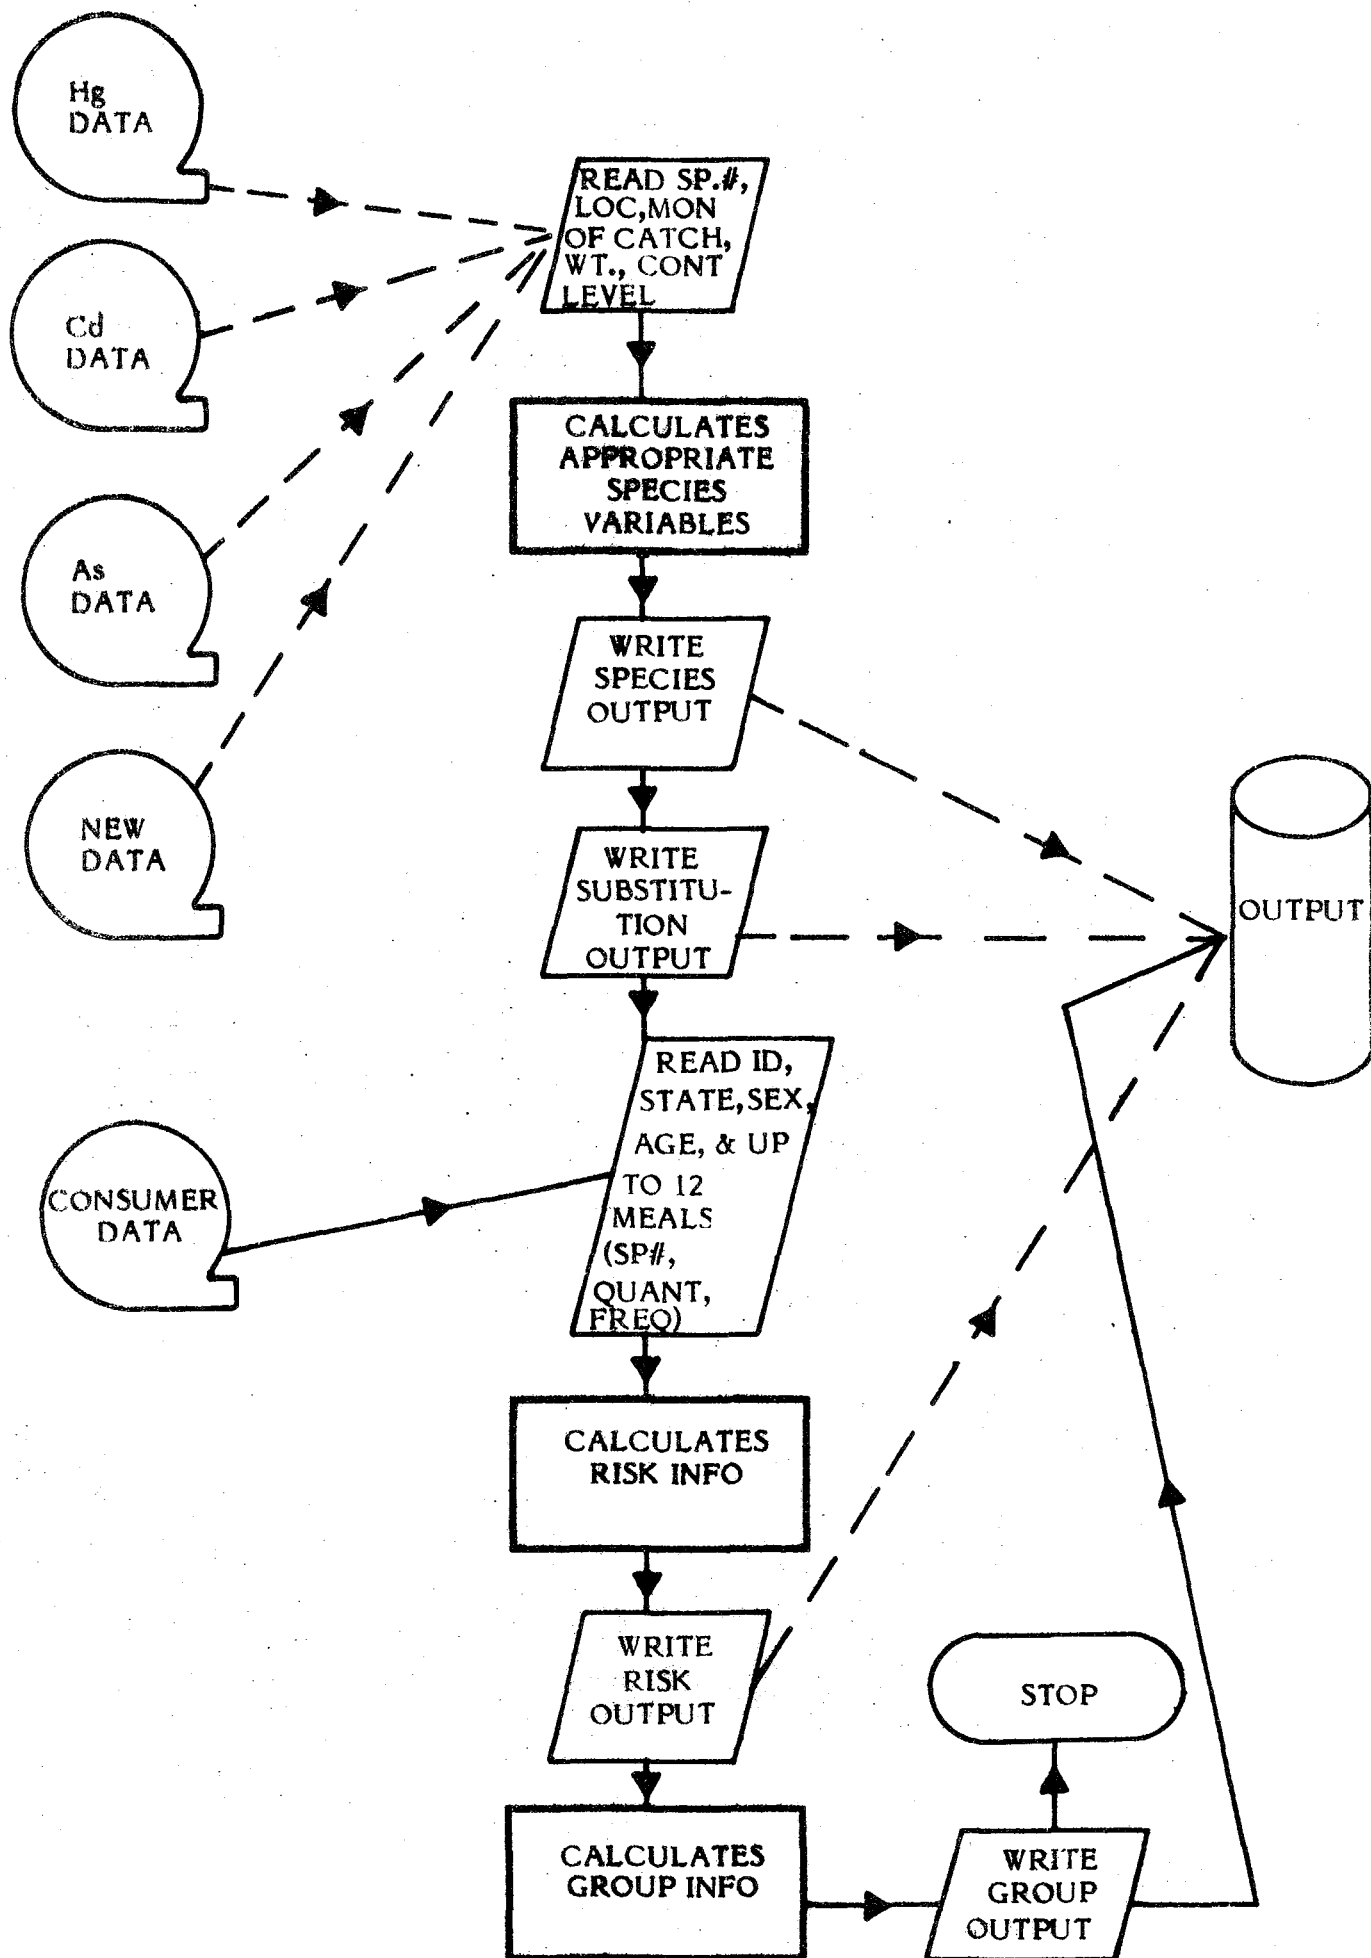 Hg
DATA
READ SP.#,
LOC,MON
OF CATCH,
WT., CONT
LEVEL
Cd
DATA
CALCULATES
APPROPRIATE
SPECIES
VARIABLES
As
DATA
WRITE
SPECIES
OUTPUT
NEW
DATA
WRITE
SUBSTITU-
TION
OUTPUT
OUTPUT
READ ID,
STATE,SEX,
AGE, & UP
TO 12
MEALS
(SP#,
QUANT,
FREQ)
CONSUMER
DATA
CALCULATES
RISK INFO
WRITE
RISK
OUTPUT
STOP
CALCULATES
GROUP INFO
WRITE
GROUP
OUTPUT